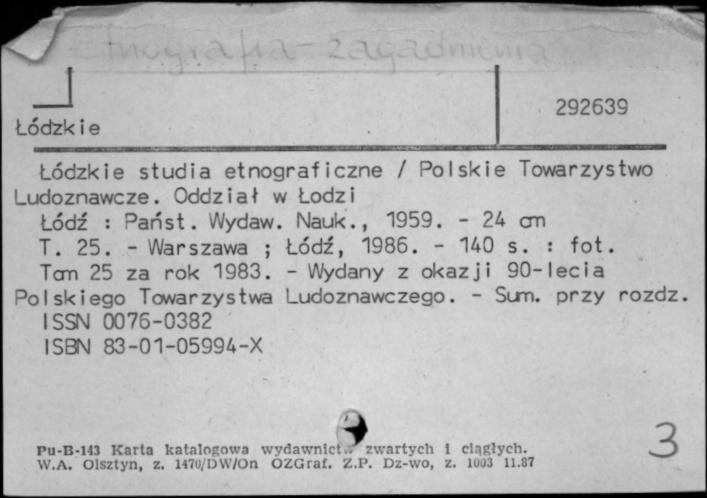 Etnografia - zagadnienia
292639
Łódzkie
Łódzkie studia etnograficzne / Polskie Towarzystwo
Ludoznawcze. Oddział w Łodzi
Łódź : Państ. Wydaw. Nauk., 1959. - 24 cm
T. 25. - Warszawa ; Łódź, 1986. - 140 s. : fot.
Tom 25 za rok 1983. - Wydany z okazji 90-lecia
Polskiego Towarzystwa Ludoznawczego. - Sum. przy rozdz.
ISSN 0076-0382
ISBN 83-01-05994-X
Pu-B-143 Karta katalogowa wydawnictw zwartych i ciągłych.
W.A. Olsztyn, z. 1470/DW/On OZGraf. Z.P. Dz-wo, z. 1003 11.87
3